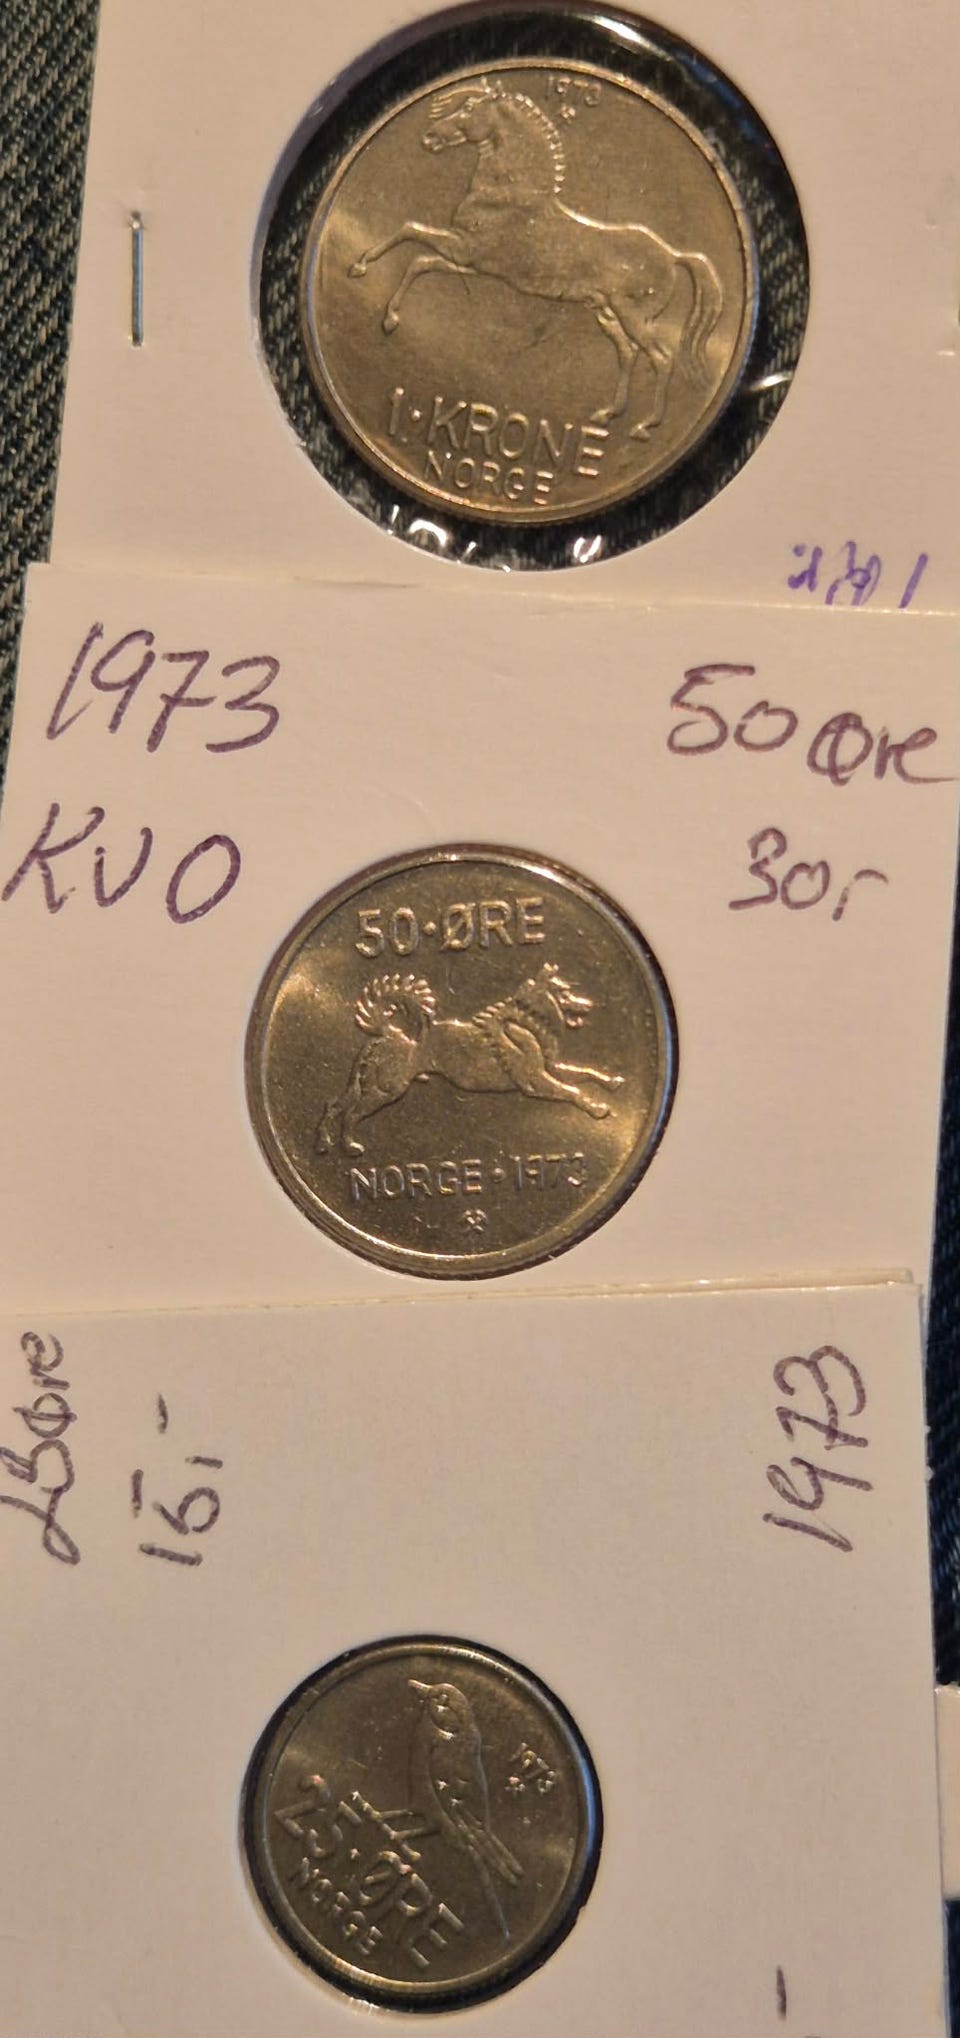 1973
1·KRONE
NORGE
1973
50 Øre
KVO
30,-
50·ØRE
NORGE·1973
25øre
15,-
1973
1973
25·ØRE
NORGE